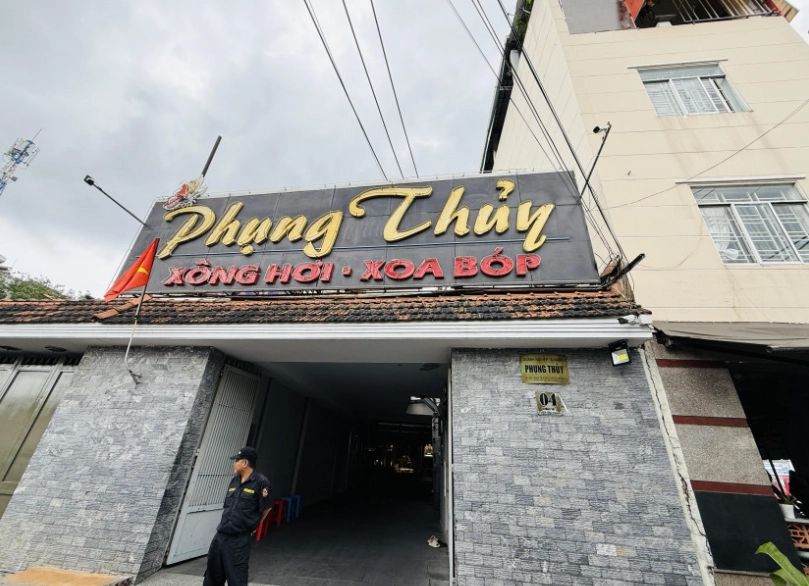 Phụng Thủy
XÔNG HƠI · XOA BÓP
PHỤNG THỦY
04